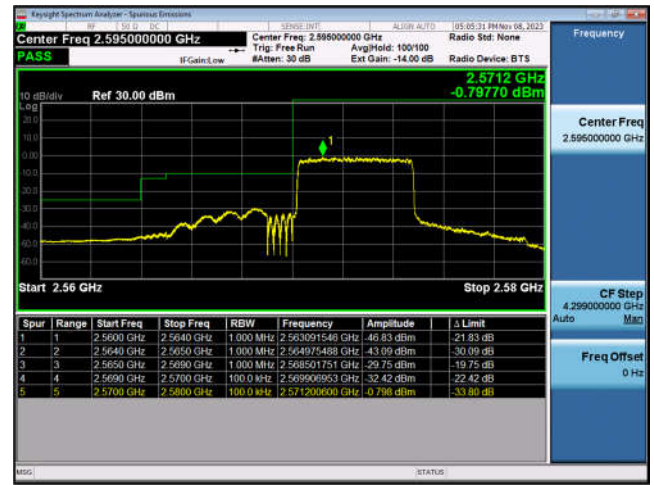 Keysight Spectrum Analyzer - Spurious Emissions
RF 50 Ω DC SENSE:INT ALIGN AUTO 05:05:31 PM Nov 08, 2023
Center Freq 2.595000000 GHz Center Freq: 2.595000000 GHz Radio Std: None Frequency
Trig: Free Run Avg|Hold: 100/100
PASS IFGain:Low #Atten: 30 dB Ext Gain: -14.00 dB Radio Device: BTS
2.5712 GHz
10 dB/div Ref 30.00 dBm -0.79770 dBm
Log
20.0
10.0
0.00
-10.0
-20.0
-30.0
-40.0
-50.0
-60.0
1
Start 2.56 GHz Stop 2.58 GHz
Spur Range Start Freq Stop Freq RBW Frequency Amplitude Δ Limit
1 1 2.5600 GHz 2.5640 GHz 1.000 MHz 2.563091546 GHz -46.83 dBm -21.83 dB
2 2 2.5640 GHz 2.5650 GHz 1.000 MHz 2.564975488 GHz -43.09 dBm -30.09 dB
3 3 2.5650 GHz 2.5690 GHz 1.000 MHz 2.568501751 GHz -29.75 dBm -19.75 dB
4 4 2.5690 GHz 2.5700 GHz 100.0 kHz 2.569906953 GHz -32.42 dBm -22.42 dB
5 5 2.5700 GHz 2.5800 GHz 100.0 kHz 2.571200600 GHz -0.798 dBm -33.80 dB
Center Freq
2.595000000 GHz
CF Step
4.299000000 GHz
Auto Man
Freq Offset
0 Hz
MSG STATUS